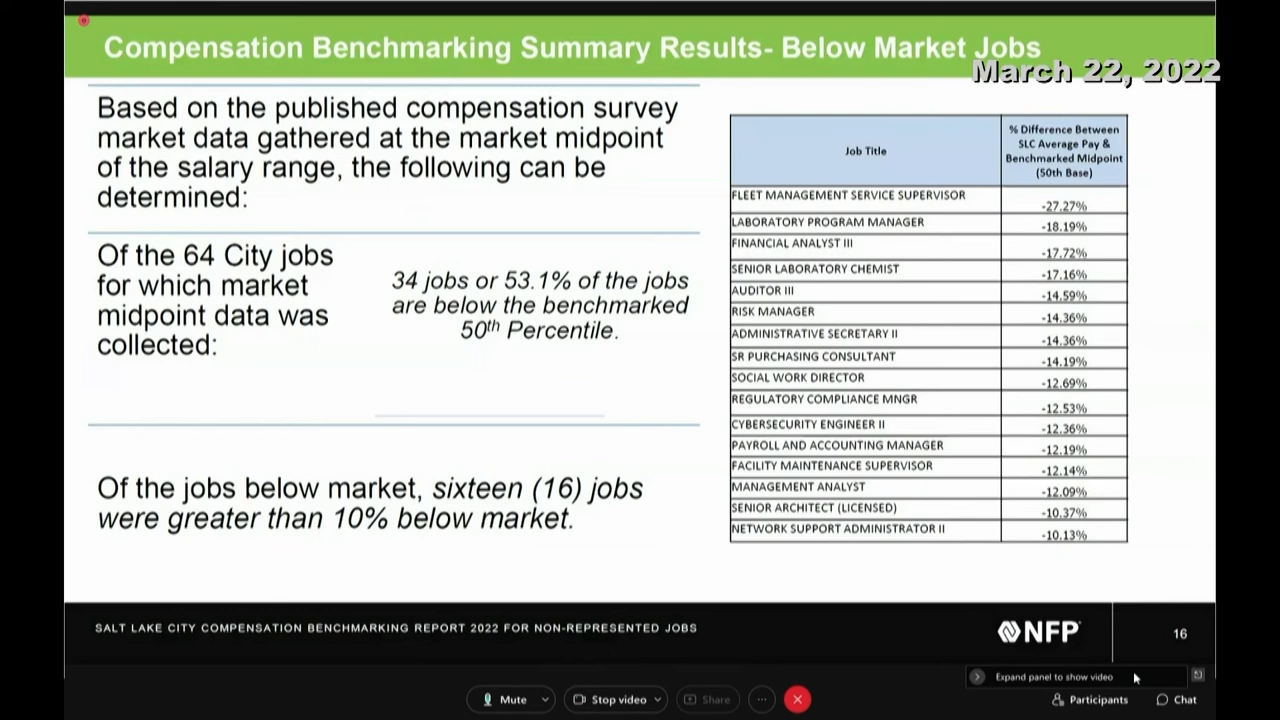 Compensation Benchmarking Summary Results- Below Market Jobs
March 22, 2022
Based on the published compensation survey
market data gathered at the market midpoint
of the salary range, the following can be
determined:
Of the 64 City jobs
for which market
midpoint data was
collected:
34 jobs or 53.1% of the jobs
are below the benchmarked
50th Percentile.
Of the jobs below market, sixteen (16) jobs
were greater than 10% below market.
Job Title
% Difference Between
SLC Average Pay &
Benchmarked Midpoint
(50th Base)
FLEET MANAGEMENT SERVICE SUPERVISOR -27.27%
LABORATORY PROGRAM MANAGER -18.19%
FINANCIAL ANALYST III -17.72%
SENIOR LABORATORY CHEMIST -17.16%
AUDITOR III -14.59%
RISK MANAGER -14.36%
ADMINISTRATIVE SECRETARY II -14.36%
SR PURCHASING CONSULTANT -14.19%
SOCIAL WORK DIRECTOR -12.69%
REGULATORY COMPLIANCE MNGR -12.53%
CYBERSECURITY ENGINEER II -12.36%
PAYROLL AND ACCOUNTING MANAGER -12.19%
FACILITY MAINTENANCE SUPERVISOR -12.14%
MANAGEMENT ANALYST -12.09%
SENIOR ARCHITECT (LICENSED) -10.37%
NETWORK SUPPORT ADMINISTRATOR II -10.13%
SALT LAKE CITY COMPENSATION BENCHMARKING REPORT 2022 FOR NON-REPRESENTED JOBS
NFP
16
Expand panel to show video
Mute
Stop video
Share
Participants
Chat